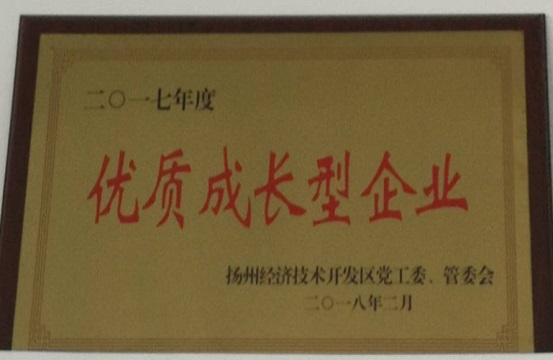 二〇一七年度
优质成长型企业
扬州经济技术开发区党工委、管委会
二〇一八年二月